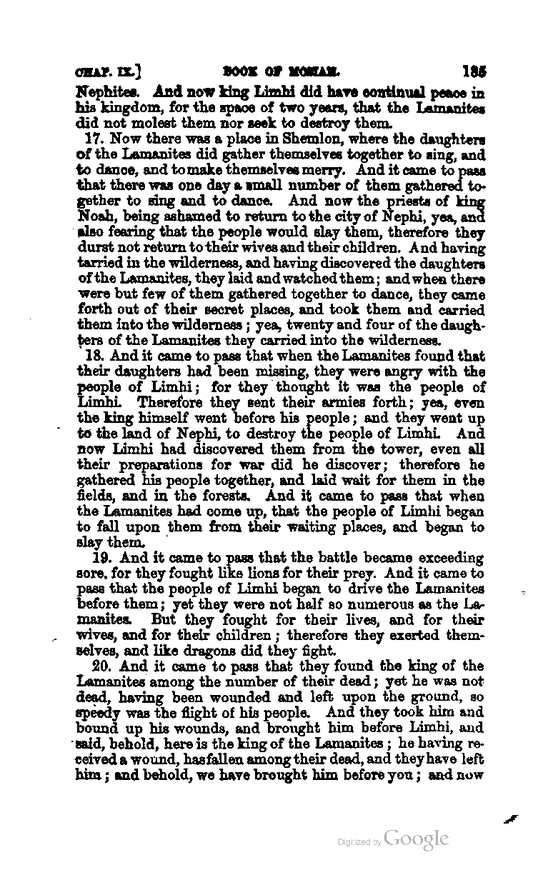 CHAP. IX.] BOOK OF MOSIAH. 185
Nephites. And now king Limhi did have continual peace in
his kingdom, for the space of two years, that the Lamanites
did not molest them nor seek to destroy them.
17. Now there was a place in Shemlon, where the daughters
of the Lamanites did gather themselves together to sing, and
to dance, and to make themselves merry. And it came to pass
that there was one day a small number of them gathered to-
gether to sing and to dance. And now the priests of king
Noah, being ashamed to return to the city of Nephi, yea, and
also fearing that the people would slay them, therefore they
durst not return to their wives and their children. And having
tarried in the wilderness, and having discovered the daughters
of the Lamanites, they laid and watched them; and when there
were but few of them gathered together to dance, they came
forth out of their secret places, and took them and carried
them into the wilderness; yea, twenty and four of the daugh-
ters of the Lamanites they carried into the wilderness.
18. And it came to pass that when the Lamanites found that
their daughters had been missing, they were angry with the
people of Limhi; for they thought it was the people of
Limhi. Therefore they sent their armies forth; yea, even
the king himself went before his people; and they went up
to the land of Nephi, to destroy the people of Limhi. And
now Limhi had discovered them from the tower, even all
their preparations for war did he discover; therefore he
gathered his people together, and laid wait for them in the
fields, and in the forests. And it came to pass that when
the Lamanites had come up, that the people of Limhi began
to fall upon them from their waiting places, and began to
slay them.
19. And it came to pass that the battle became exceeding
sore, for they fought like lions for their prey. And it came to
pass that the people of Limhi began to drive the Lamanites
before them; yet they were not half so numerous as the La-
manites. But they fought for their lives, and for their
wives, and for their children; therefore they exerted them-
selves, and like dragons did they fight.
20. And it came to pass that they found the king of the
Lamanites among the number of their dead; yet he was not
dead, having been wounded and left upon the ground, so
speedy was the flight of his people. And they took him and
bound up his wounds, and brought him before Limhi, and
said, behold, here is the king of the Lamanites; he having re-
ceived a wound, has fallen among their dead, and they have left
him; and behold, we have brought him before you; and now
Digitized by Google